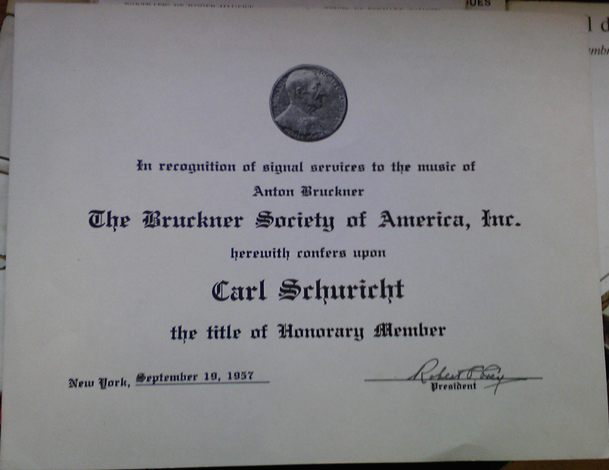 In recognition of signal services to the music of
Anton Bruckner
The Bruckner Society of America, Inc.
herewith confers upon
Carl Schuricht
the title of Honorary Member
New York, September 19, 1957
President